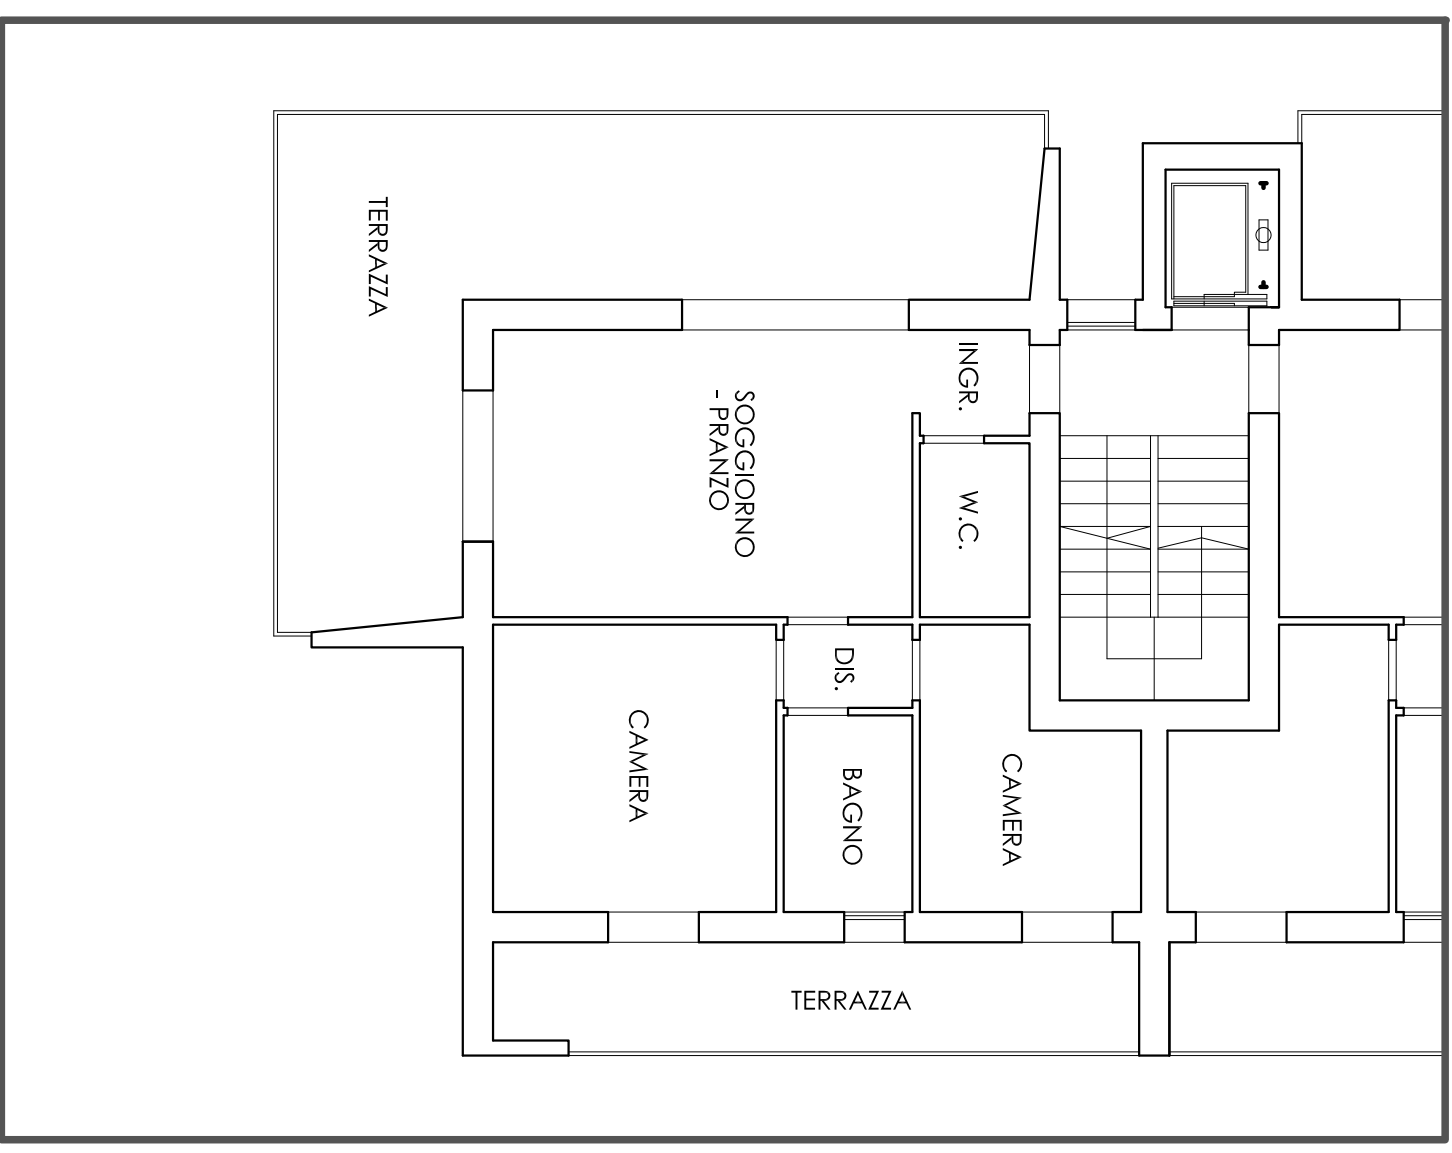 TERRAZZA
INGR.
SOGGIORNO
- PRANZO
W.C.
DIS.
CAMERA
BAGNO
CAMERA
TERRAZZA